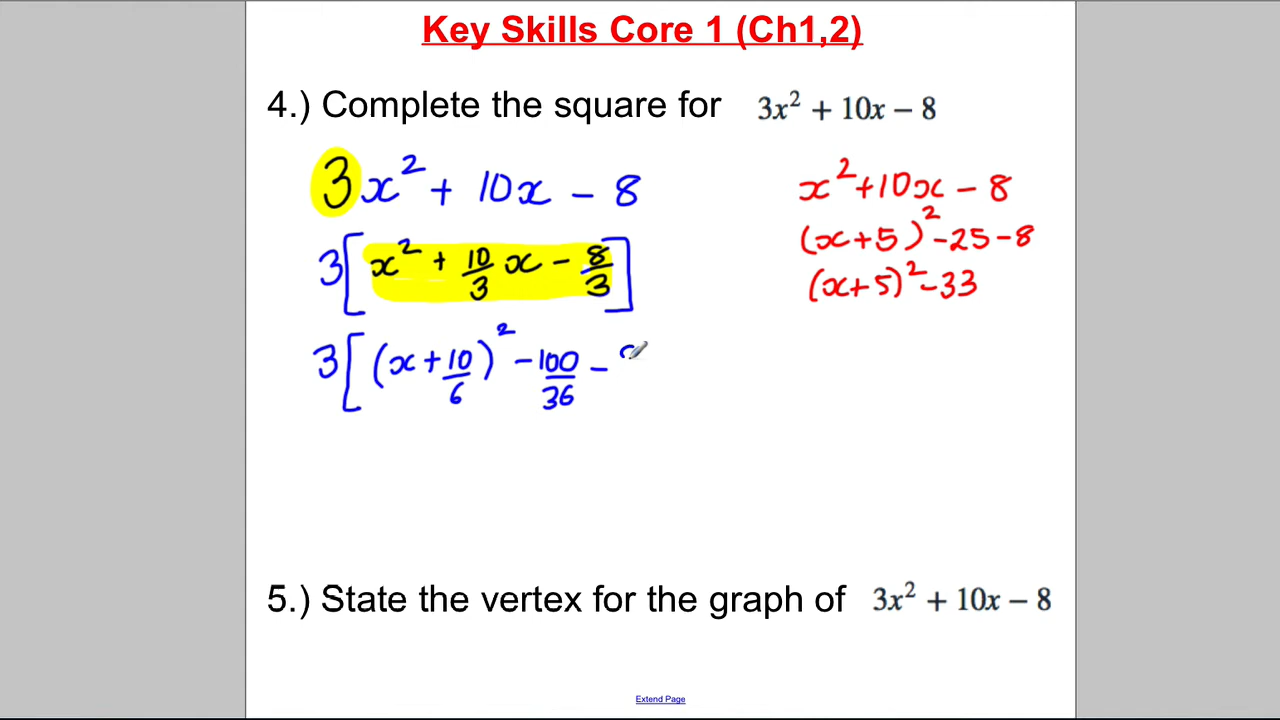 Key Skills Core 1 (Ch1,2)
4.) Complete the square for 3x² + 10x − 8
3x² + 10x − 8
x² + 10x − 8
3[x² + 10/3 x − 8/3]
(x+5)² − 25 − 8
(x+5)² − 33
3[(x + 10/6)² − 100/36 −
5.) State the vertex for the graph of 3x² + 10x − 8
Extend Page